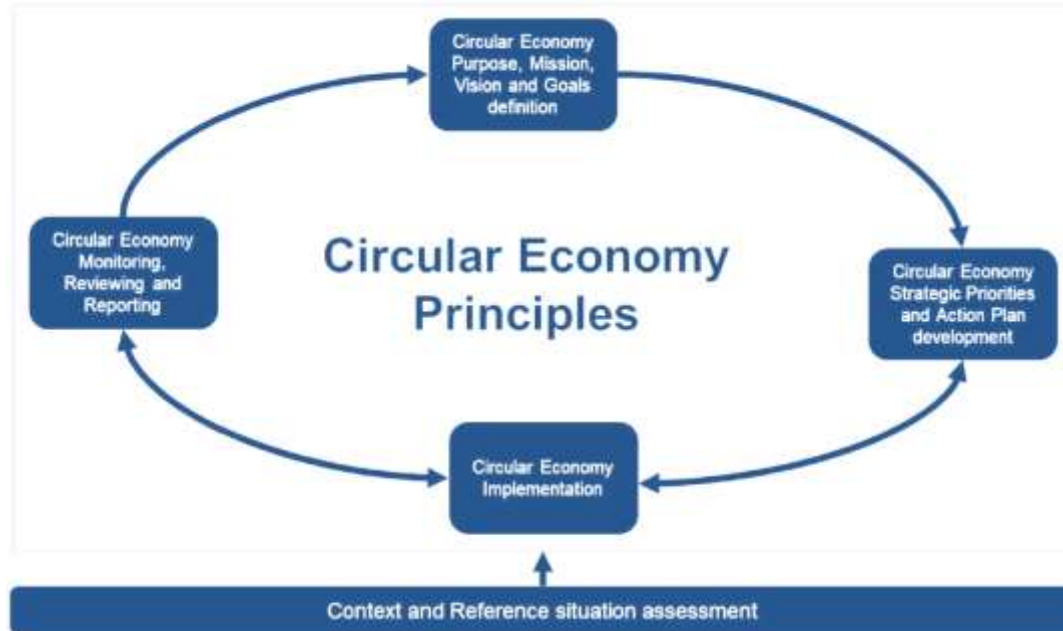 Circular Economy
Purpose, Mission,
Vision and Goals
definition
Circular Economy
Monitoring,
Reviewing and
Reporting
Circular Economy
Principles
Circular Economy
Strategic Priorities
and Action Plan
development
Circular Economy
Implementation
Context and Reference situation assessment